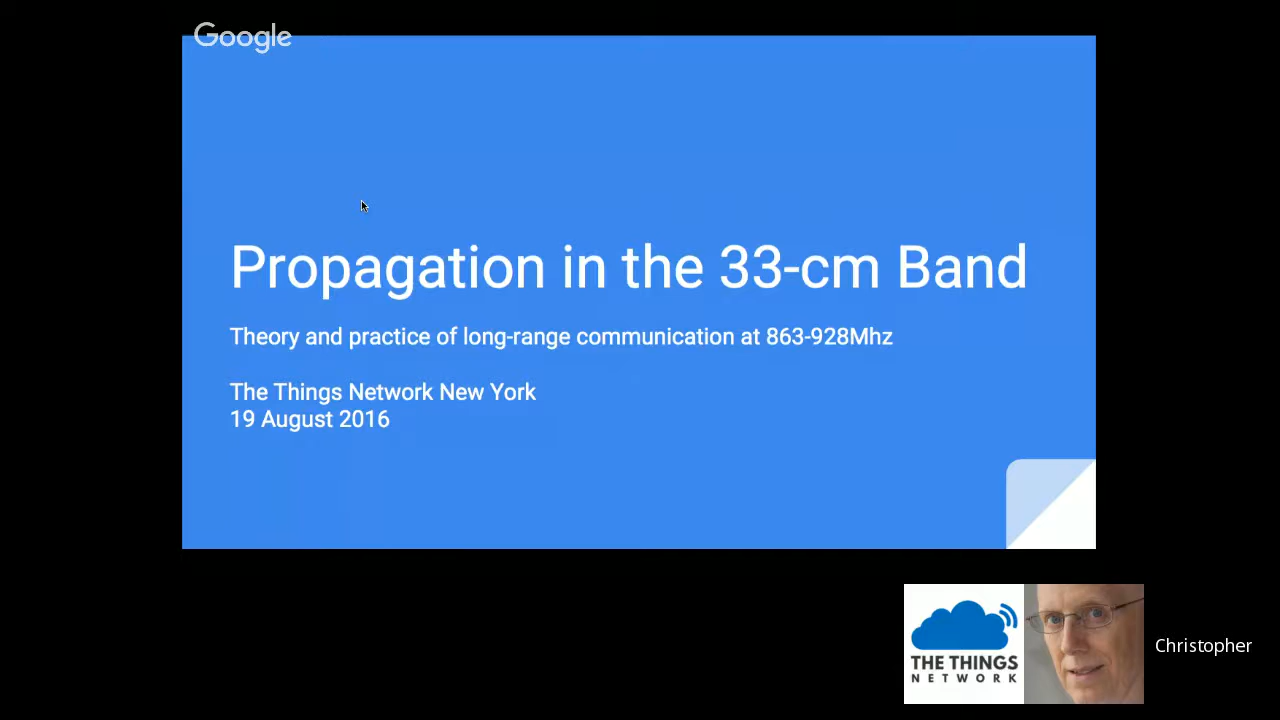 Google
Propagation in the 33-cm Band
Theory and practice of long-range communication at 863-928Mhz
The Things Network New York
19 August 2016
THE THINGS
NETWORK
Christopher